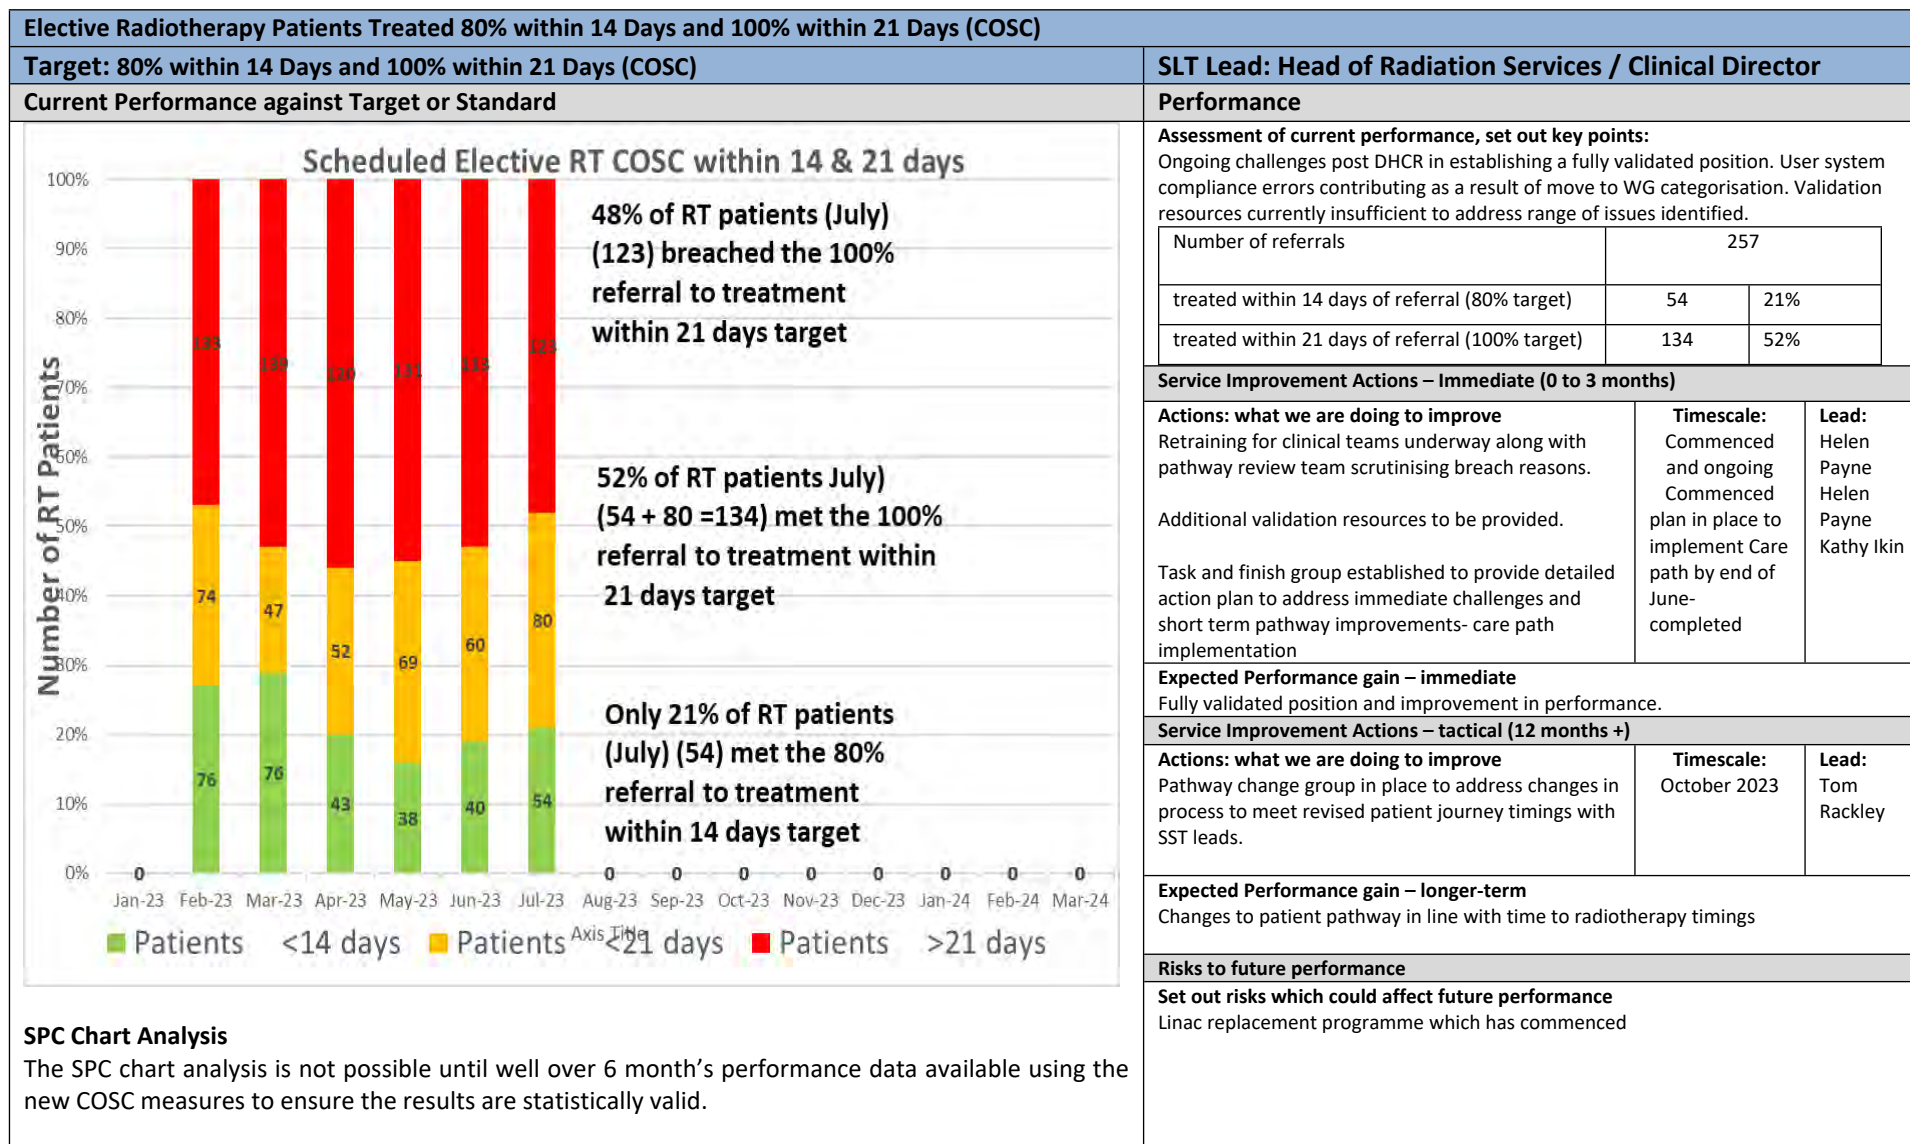 Elective Radiotherapy Patients Treated 80% within 14 Days and 100% within 21 Days (COSC)
Target: 80% within 14 Days and 100% within 21 Days (COSC)
SLT Lead: Head of Radiation Services / Clinical Director
Current Performance against Target or Standard
Performance
Scheduled Elective RT COSC within 14 & 21 days
Number of RT Patients
100%
90%
80%
70%
60%
50%
40%
30%
20%
10%
0%
133
139
120
131
113
123
74
47
52
69
60
80
76
76
43
38
40
54
0 0 0 0 0 0 0 0 0
48% of RT patients (July)
(123) breached the 100%
referral to treatment
within 21 days target
52% of RT patients July)
(54 + 80 =134) met the 100%
referral to treatment within
21 days target
Only 21% of RT patients
(July) (54) met the 80%
referral to treatment
within 14 days target
Jan-23 Feb-23 Mar-23 Apr-23 May-23 Jun-23 Jul-23 Aug-23 Sep-23 Oct-23 Nov-23 Dec-23 Jan-24 Feb-24 Mar-24
Axis Title
Patients <14 days Patients <21 days Patients >21 days
SPC Chart Analysis
The SPC chart analysis is not possible until well over 6 month's performance data available using the
new COSC measures to ensure the results are statistically valid.
Assessment of current performance, set out key points:
Ongoing challenges post DHCR in establishing a fully validated position. User system
compliance errors contributing as a result of move to WG categorisation. Validation
resources currently insufficient to address range of issues identified.
Number of referrals 257
treated within 14 days of referral (80% target) 54 21%
treated within 21 days of referral (100% target) 134 52%
Service Improvement Actions – Immediate (0 to 3 months)
Actions: what we are doing to improve
Retraining for clinical teams underway along with
pathway review team scrutinising breach reasons.
Additional validation resources to be provided.
Task and finish group established to provide detailed
action plan to address immediate challenges and
short term pathway improvements- care path
implementation
Timescale:
Commenced
and ongoing
Commenced
plan in place to
implement Care
path by end of
June-
completed
Lead:
Helen
Payne
Helen
Payne
Kathy Ikin
Expected Performance gain – immediate
Fully validated position and improvement in performance.
Service Improvement Actions – tactical (12 months +)
Actions: what we are doing to improve
Pathway change group in place to address changes in
process to meet revised patient journey timings with
SST leads.
Timescale:
October 2023
Lead:
Tom
Rackley
Expected Performance gain – longer-term
Changes to patient pathway in line with time to radiotherapy timings
Risks to future performance
Set out risks which could affect future performance
Linac replacement programme which has commenced